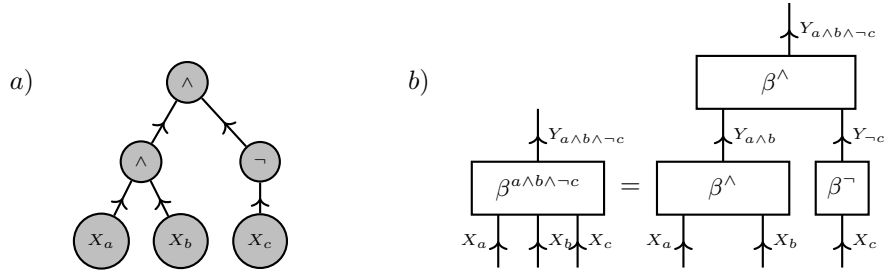 a)
∧
∧
¬
X_a
X_b
X_c
b)
Y_{a∧b∧¬c}
β^{a∧b∧¬c}
X_a
X_b
X_c
=
Y_{a∧b∧¬c}
β^∧
Y_{a∧b}
Y_{¬c}
β^∧
β^¬
X_a
X_b
X_c